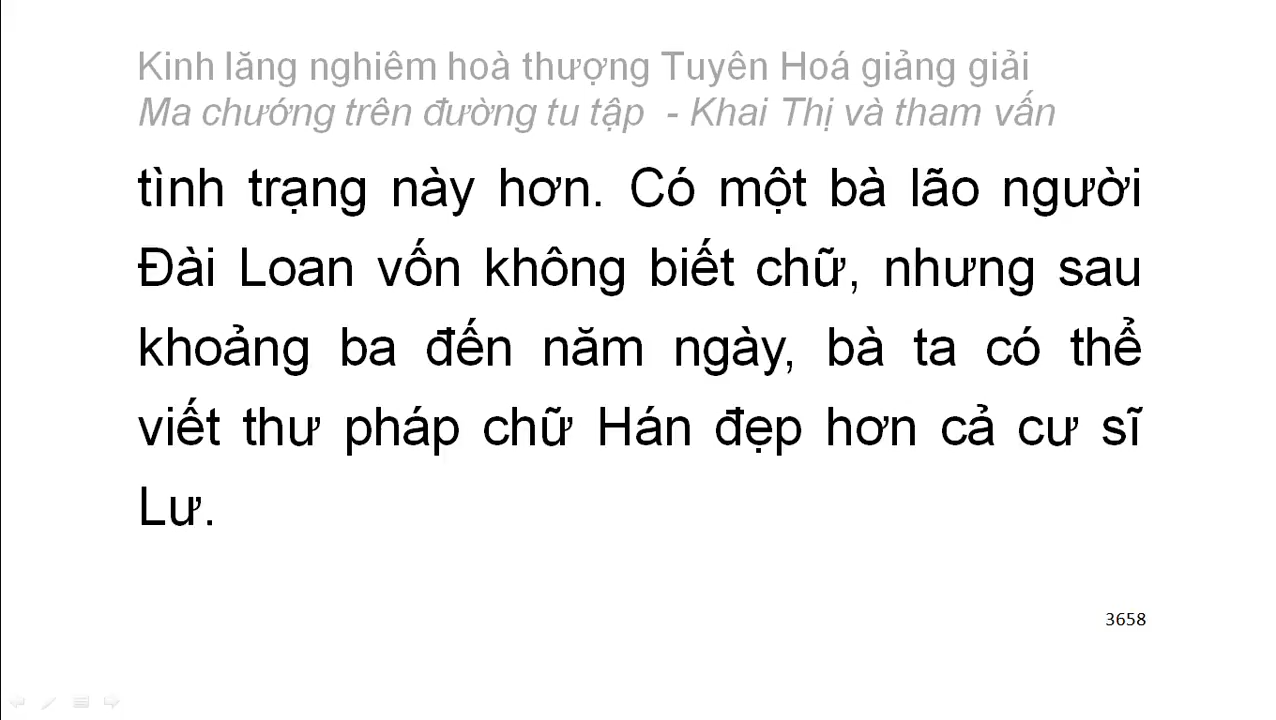 Kinh lăng nghiêm hoà thượng Tuyên Hoá giảng giải
Ma chướng trên đường tu tập - Khai Thị và tham vấn
tình trạng này hơn. Có một bà lão người
Đài Loan vốn không biết chữ, nhưng sau
khoảng ba đến năm ngày, bà ta có thể
viết thư pháp chữ Hán đẹp hơn cả cư sĩ
Lư.
3658